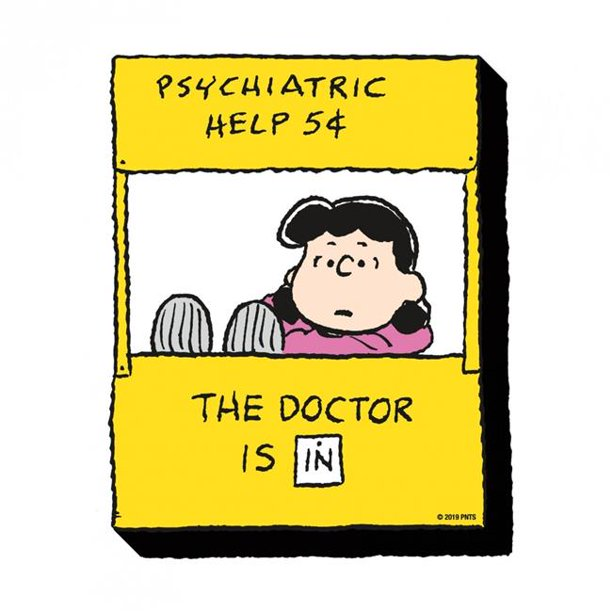 PSYCHIATRIC
HELP 5¢
THE DOCTOR
IS IN
© 2019 PNTS